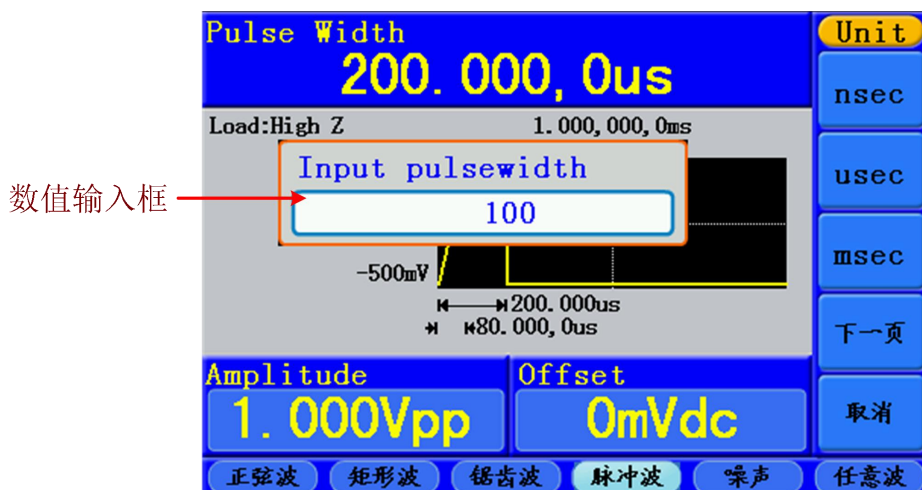 Pulse Width
200.000,0us
Unit
nsec
Load:High Z
1.000,000,0ms
Input pulsewidth
数值输入框
100
usec
-500mV
msec
200.000us
80.000,0us
下一页
Amplitude
Offset
1.000Vpp
0mVdc
取消
正弦波
矩形波
锯齿波
脉冲波
噪声
任意波